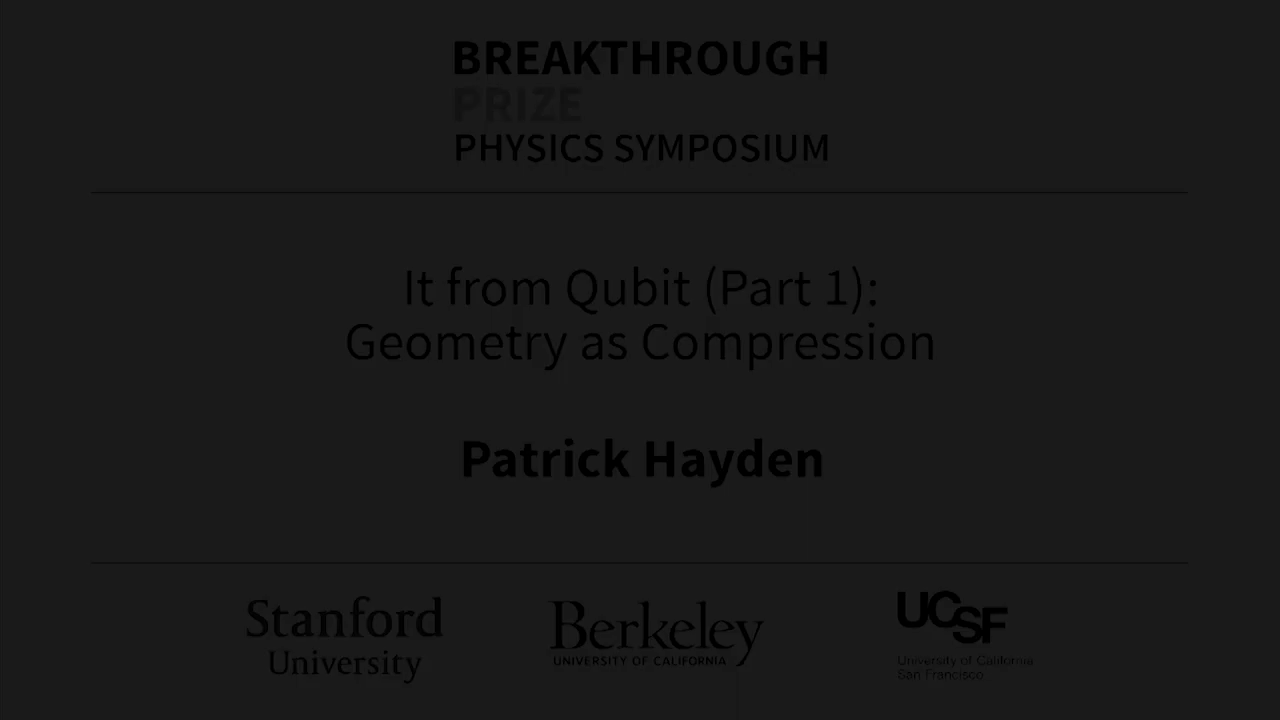 BREAKTHROUGH
PRIZE
PHYSICS SYMPOSIUM
It from Qubit (Part 1):
Geometry as Compression
Patrick Hayden
Stanford
University
Berkeley
UNIVERSITY OF CALIFORNIA
UCSF
University of California
San Francisco